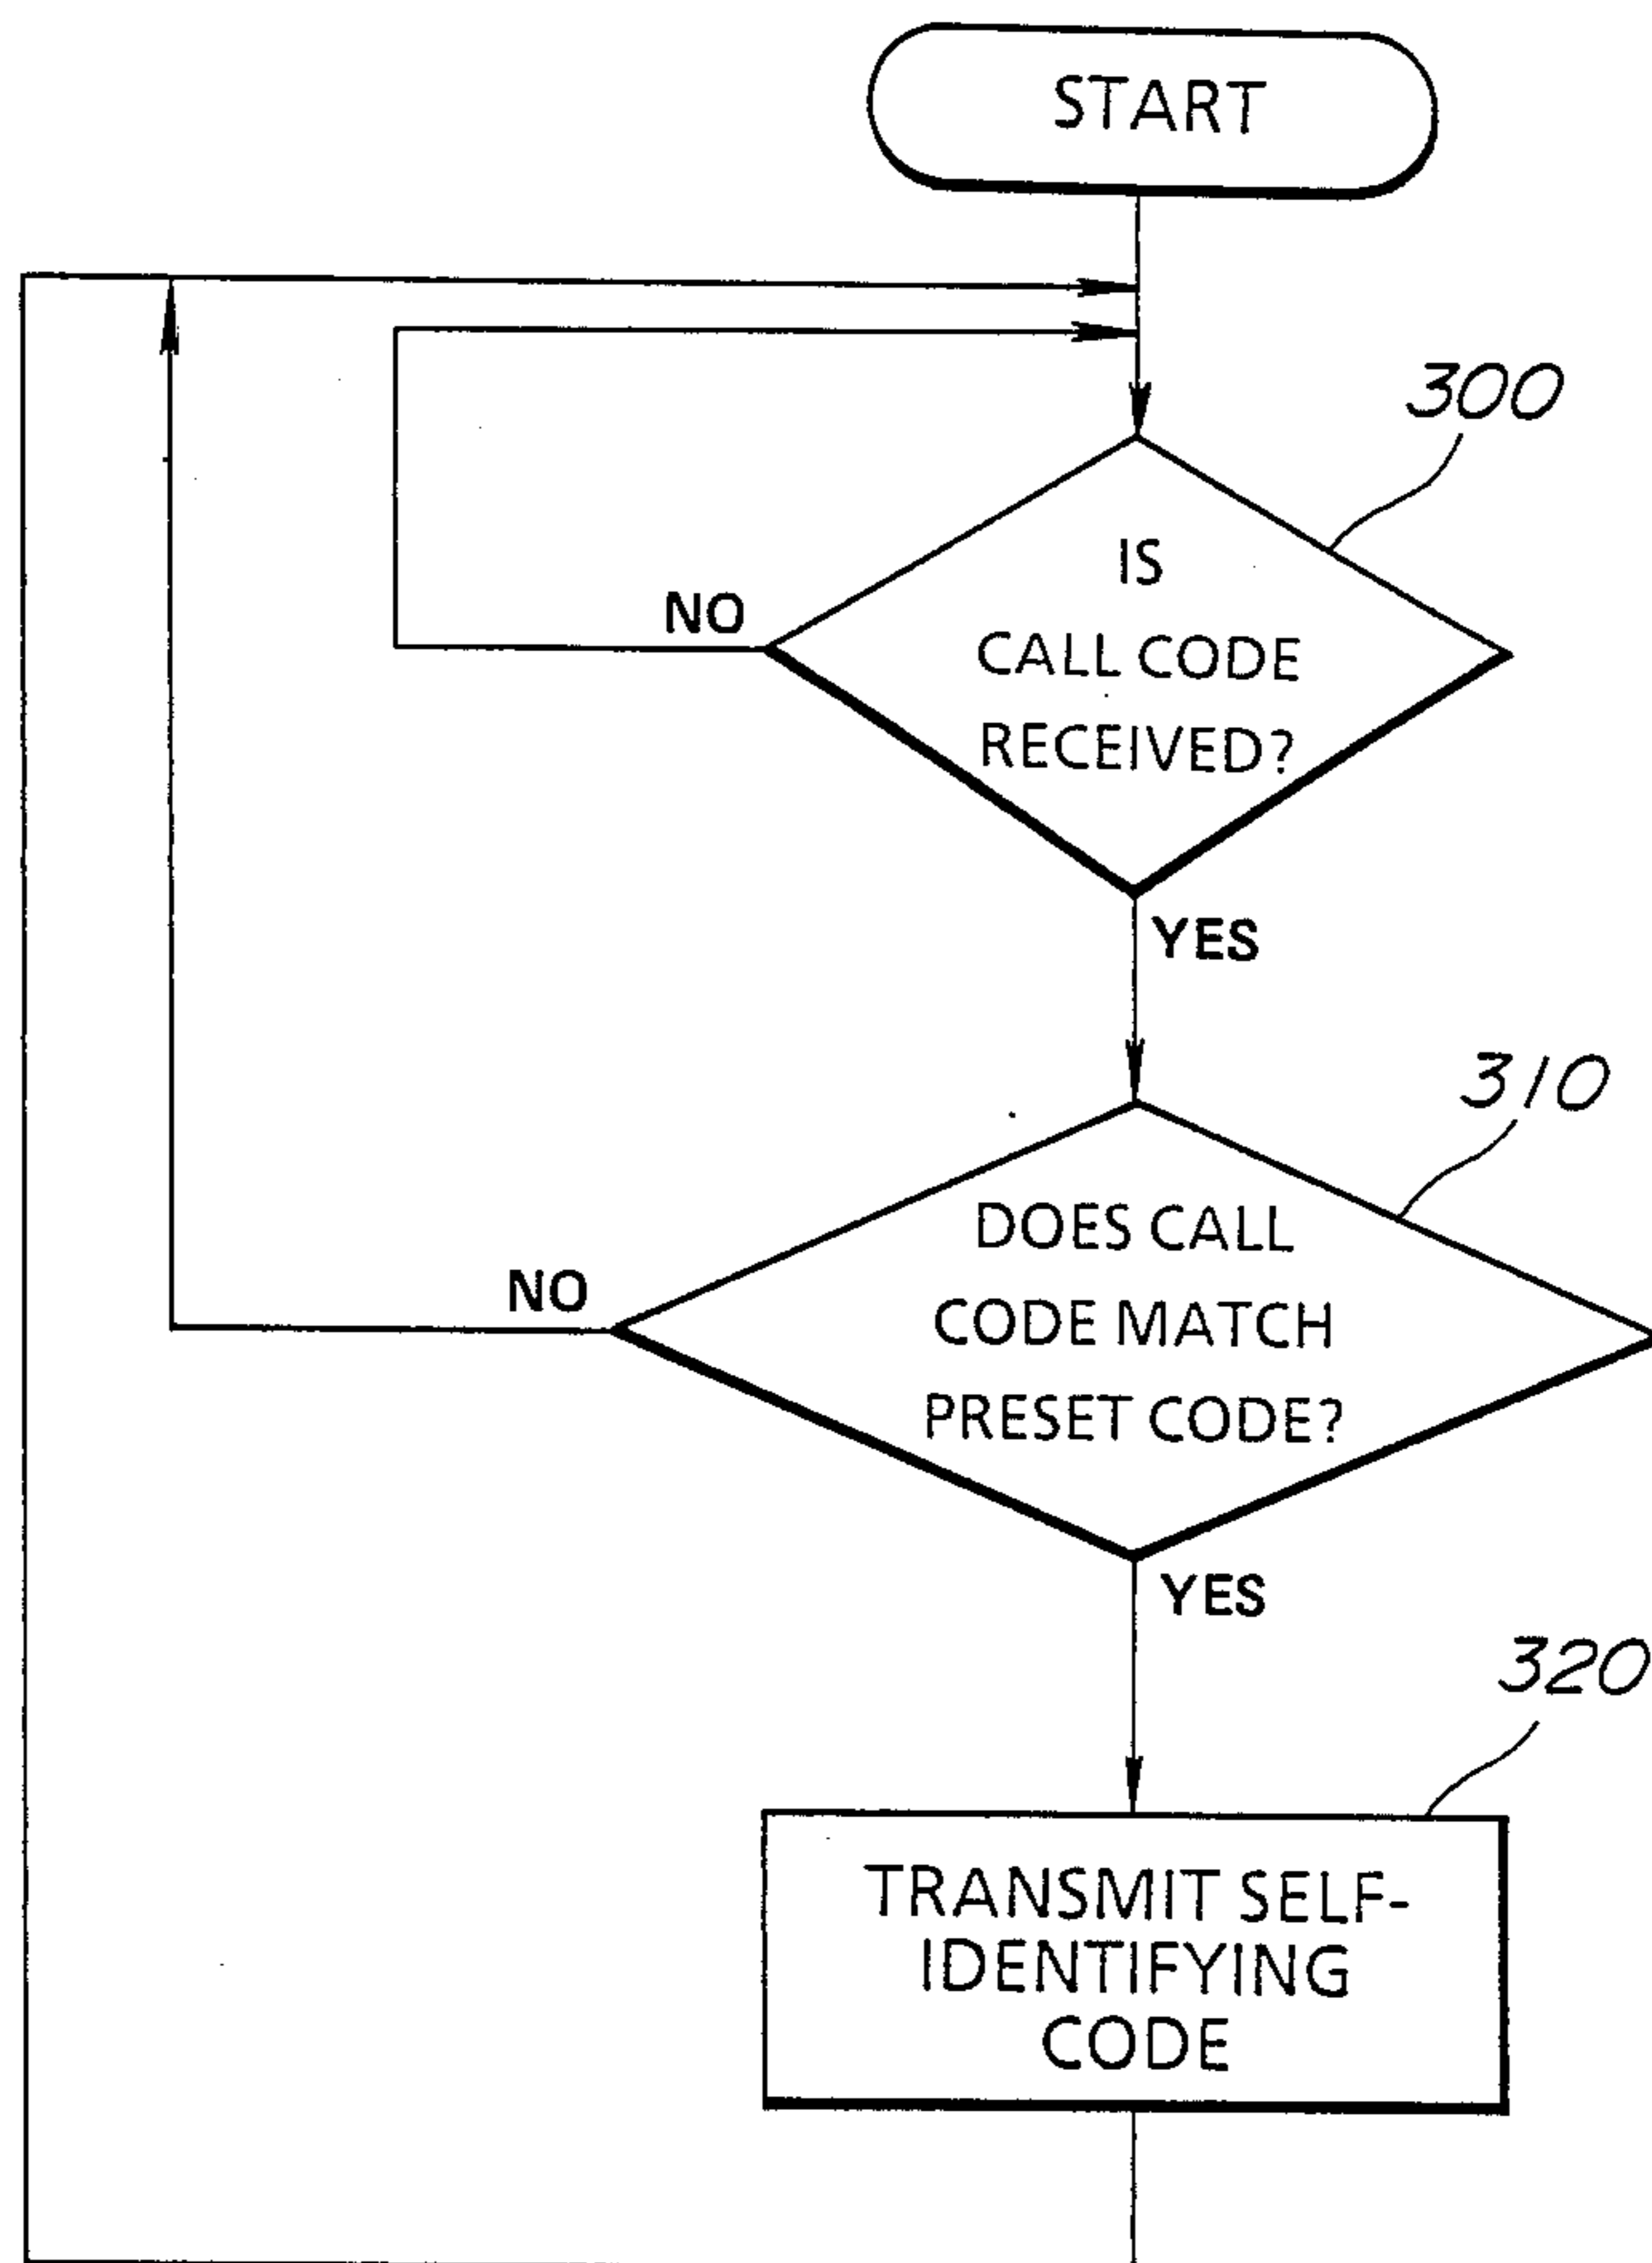 START
300
IS
CALL CODE
RECEIVED?
NO
YES
310
DOES CALL
CODE MATCH
PRESET CODE?
NO
YES
320
TRANSMIT SELF-
IDENTIFYING
CODE